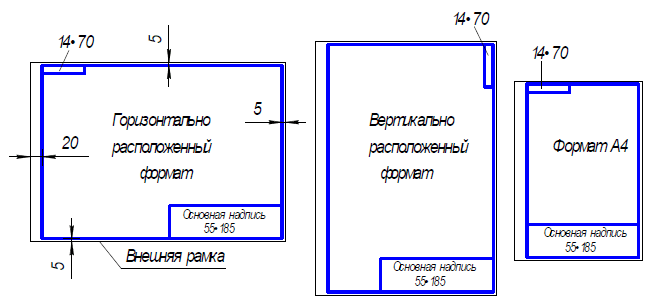 14•70
5
Горизонтально
расположенный
формат
5
20
Основная надпись
55•185
5
Внешняя рамка
14•70
Вертикально
расположенный
формат
Основная надпись
55•185
14•70
Формат А4
Основная надпись
55•185